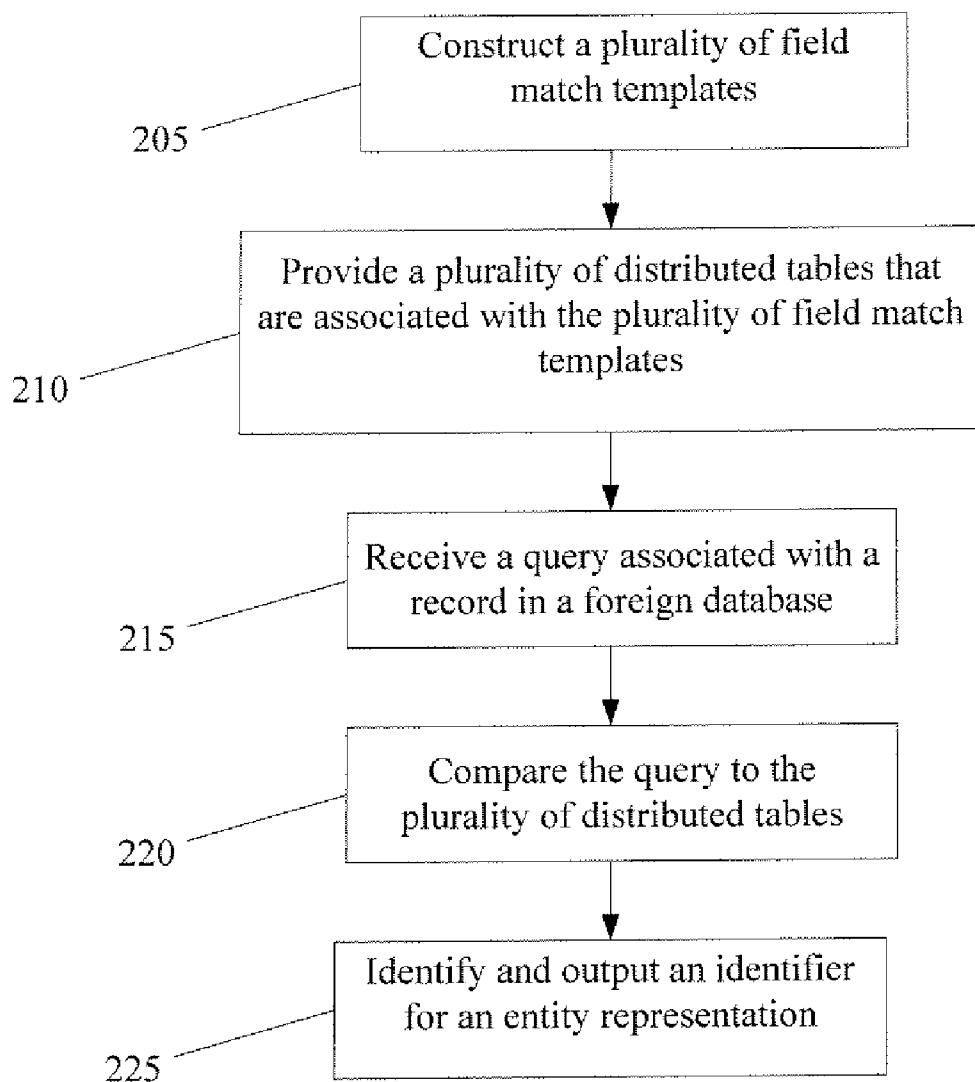 Construct a plurality of field
match templates
205
Provide a plurality of distributed tables that
are associated with the plurality of field match
templates
210
Receive a query associated with a
record in a foreign database
215
Compare the query to the
plurality of distributed tables
220
Identify and output an identifier
for an entity representation
225